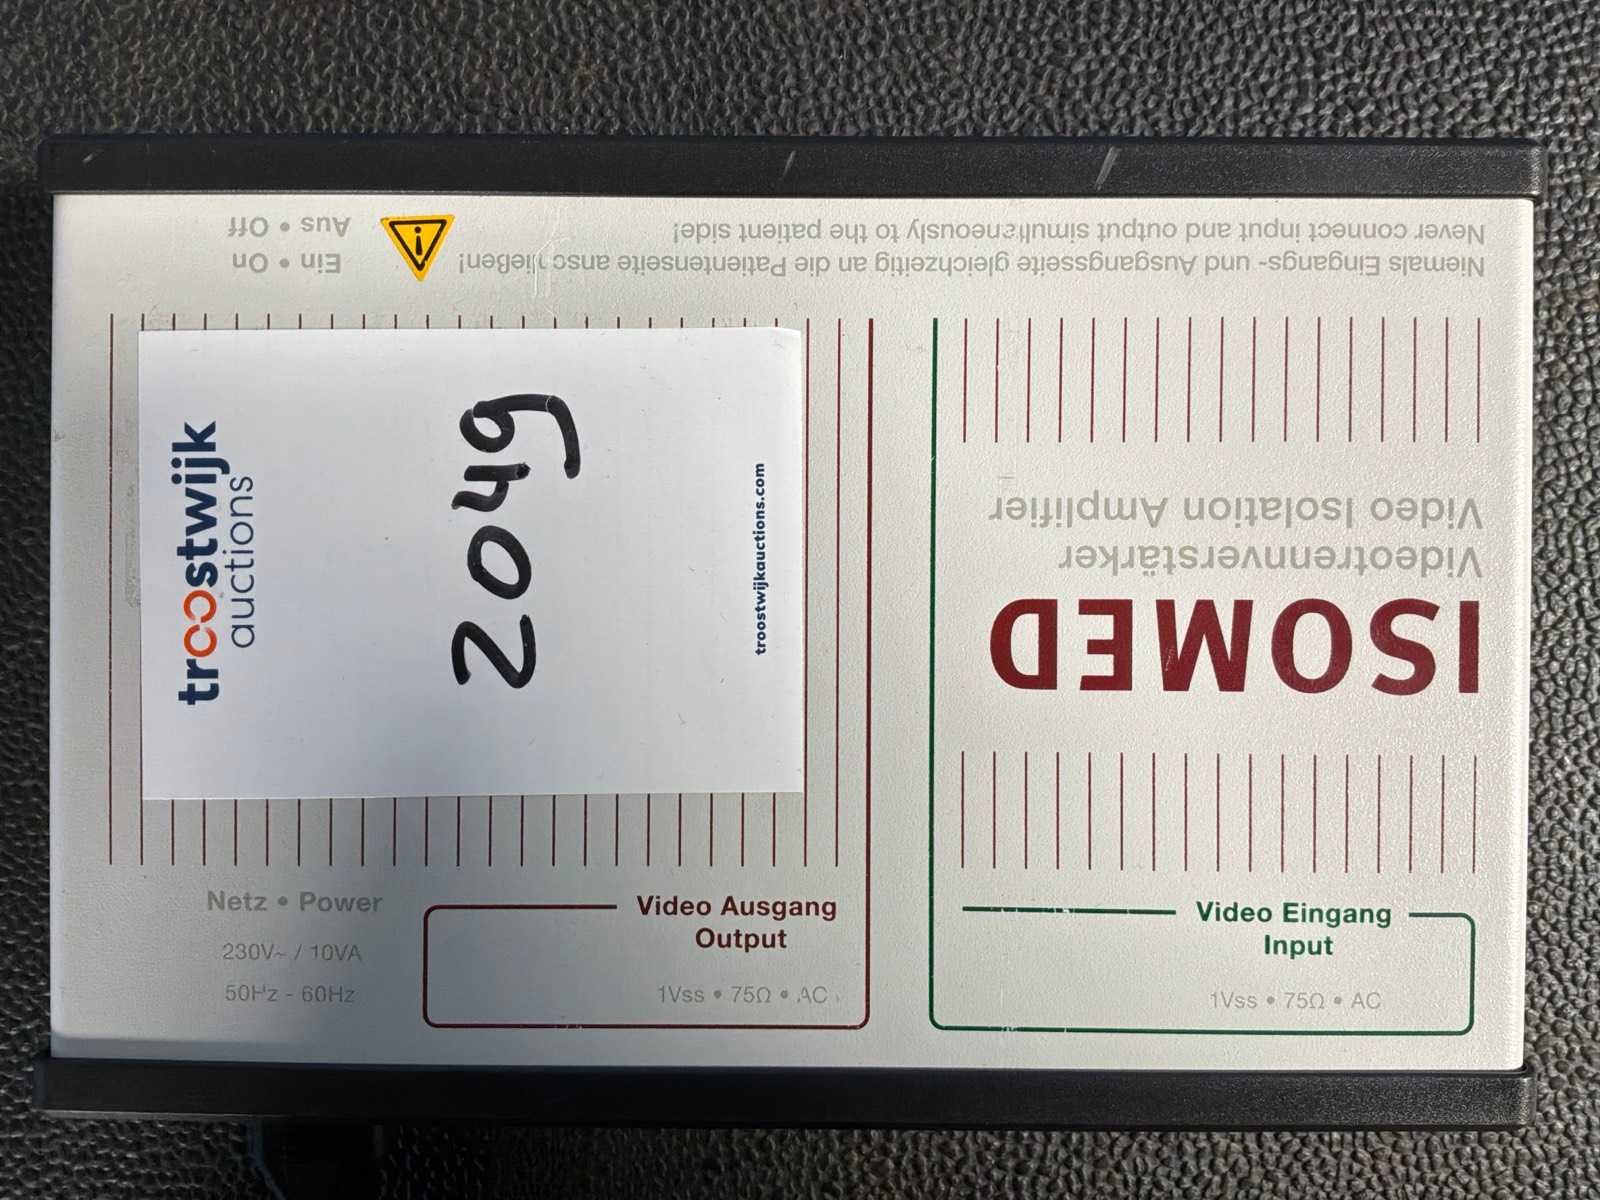 Aus • Off
Ein • On
Never connect input and output simultaneously to the patient side!
Niemals Eingangs- und Ausgangsseite gleichzeitig an die Patientenseite anschließen!
troostwijk
auctions
2049
troostwijkauctions.com
ISOMED
Videotrennverstärker
Video Isolation Amplifier
Netz • Power
230V~ / 10VA
50Hz - 60Hz
Video Ausgang
Output
1Vss • 75Ω • AC
Video Eingang
Input
1Vss • 75Ω • AC